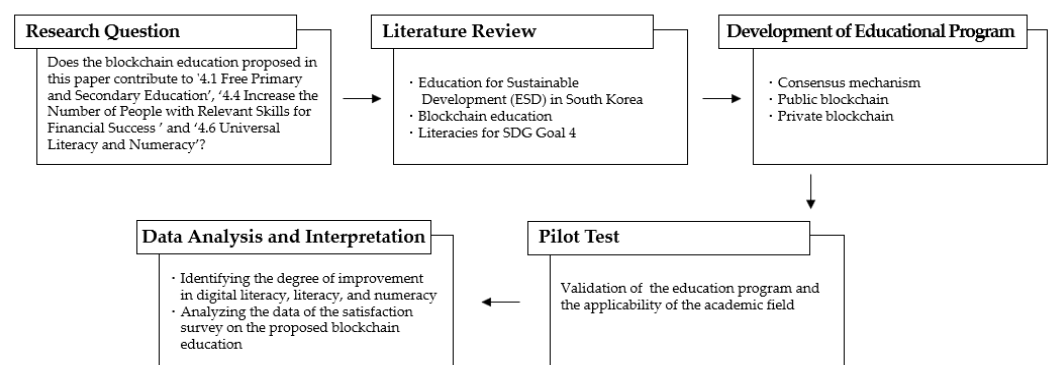 Research Question
Does the blockchain education proposed in
this paper contribute to '4.1 Free Primary
and Secondary Education', ‘4.4 Increase the
Number of People with Relevant Skills for
Financial Success ’ and ‘4.6 Universal
Literacy and Numeracy’?
Literature Review
· Education for Sustainable
Development (ESD) in South Korea
· Blockchain education
· Literacies for SDG Goal 4
Development of Educational Program
· Consensus mechanism
· Public blockchain
· Private blockchain
Pilot Test
Validation of the education program and
the applicability of the academic field
Data Analysis and Interpretation
· Identifying the degree of improvement
in digital literacy, literacy, and numeracy
· Analyzing the data of the satisfaction
survey on the proposed blockchain
education